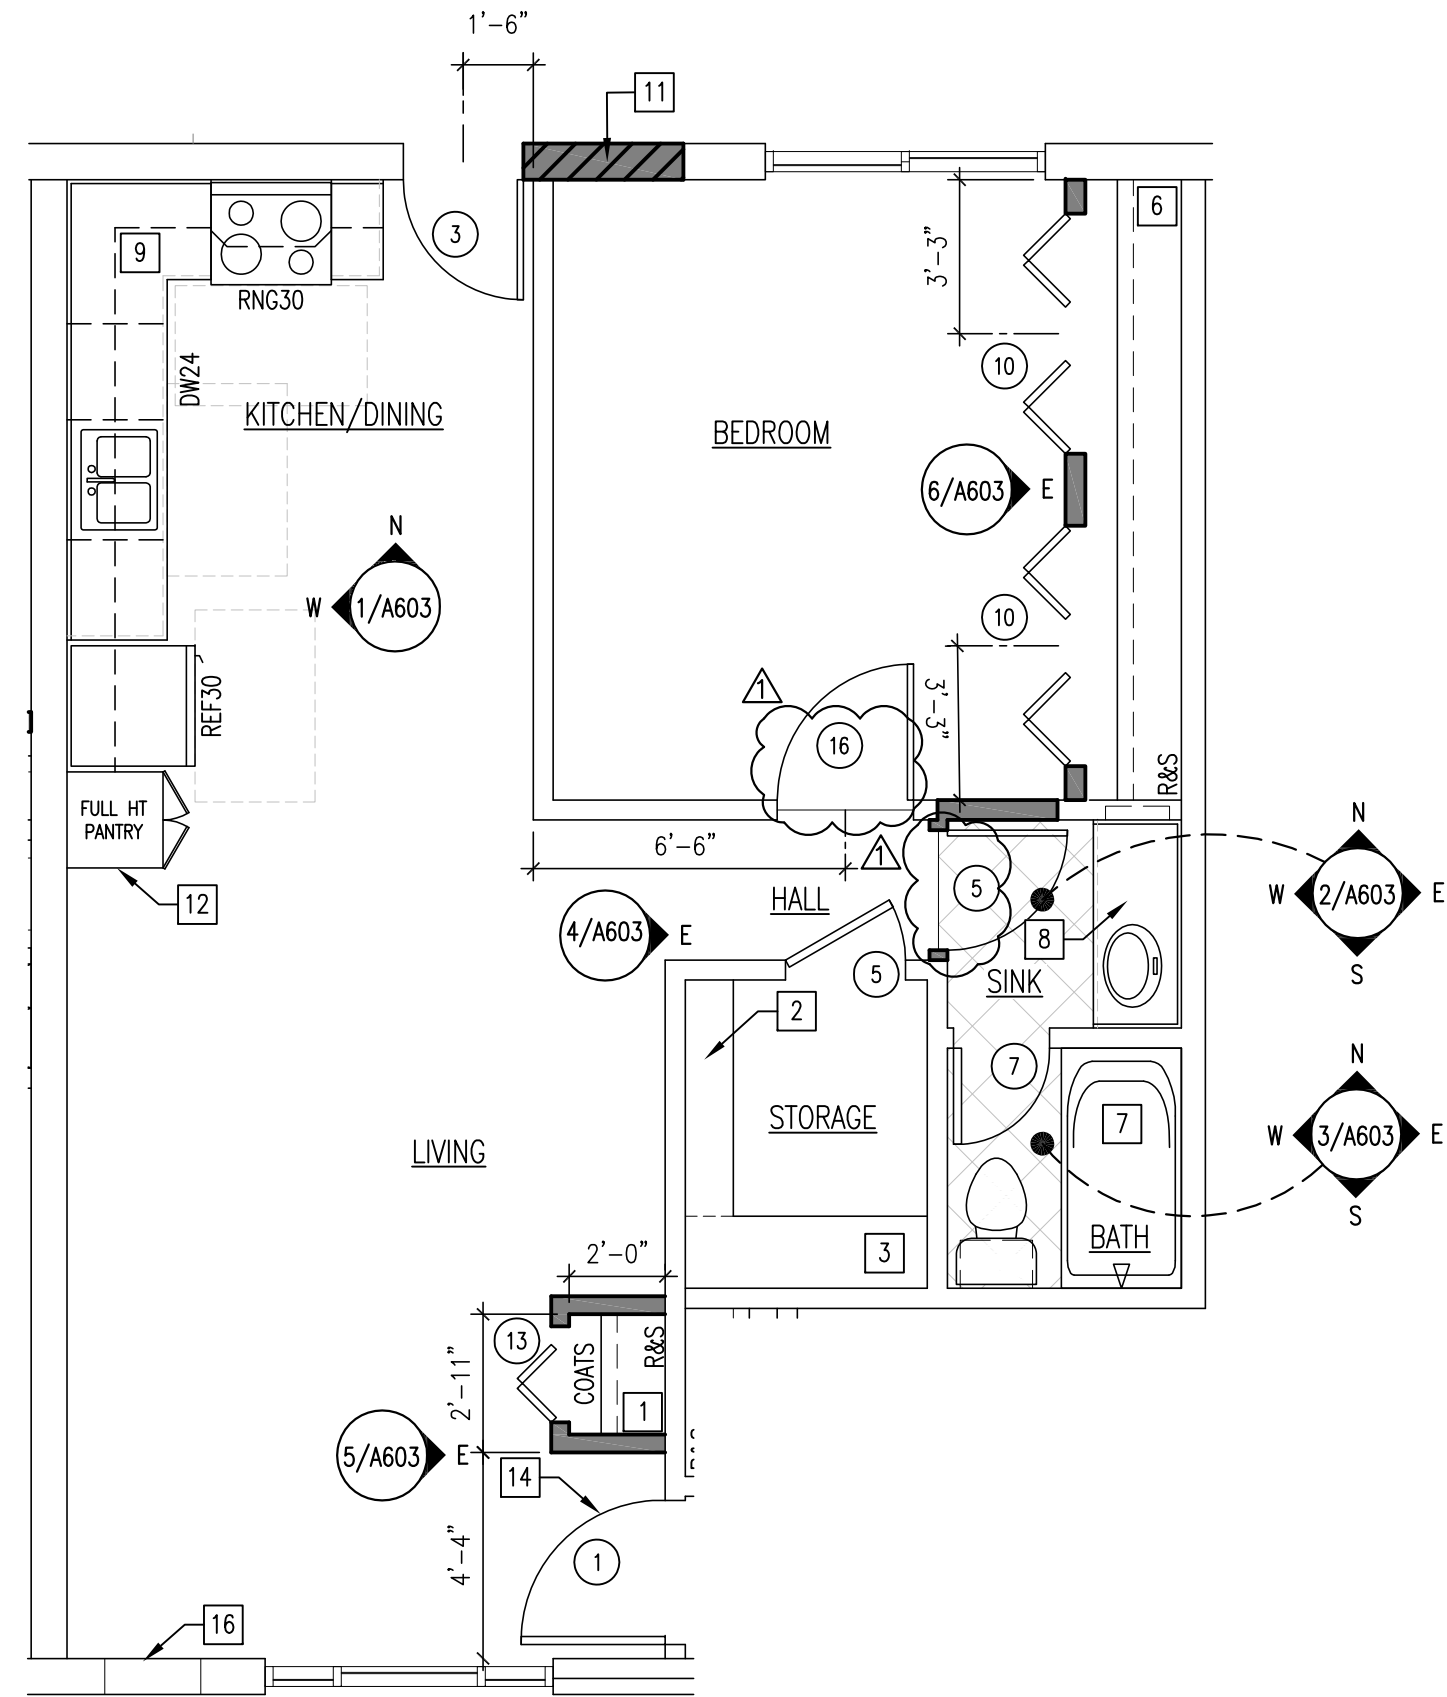 1'-6"
11
6
3
9
3'-3"
RNG30
DW24
10
KITCHEN/DINING
BEDROOM
6/A603
E
N
W
1/A603
10
REF30
3'-3"
1
16
R&S
FULL HT
PANTRY
6'-6"
1
N
12
HALL
5
W
2/A603
E
4/A603
E
8
S
5
SINK
2
7
N
STORAGE
7
W
3/A603
E
LIVING
S
BATH
2'-0"
3
13
COATS
R&S
2'-11"
1
5/A603
E
14
4'-4"
1
16